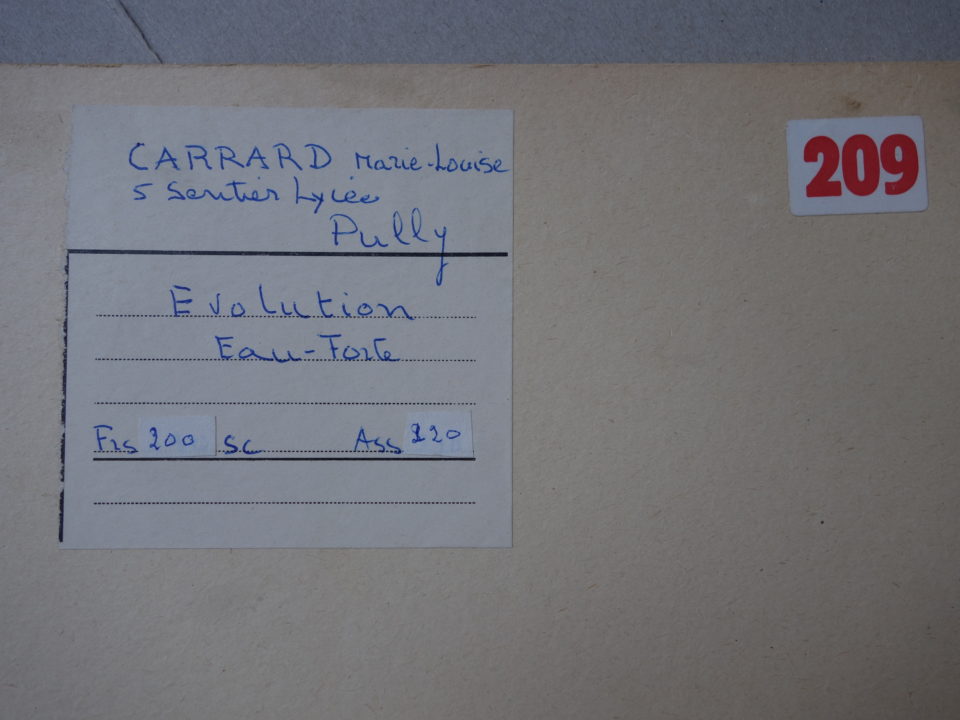 CARRARD Marie-Louise
5 Sentier Lycée
Pully
Evolution
Eau-Forte
Frs 200 sc Ass 220
209